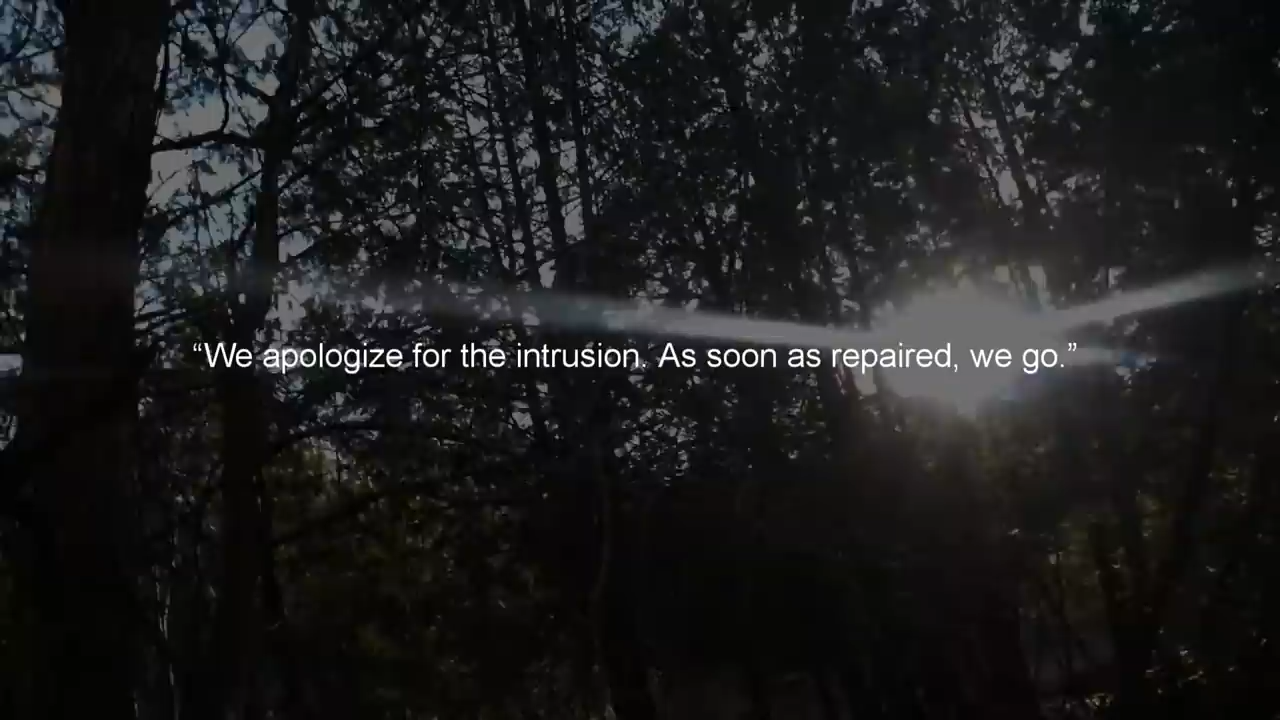 “We apologize for the intrusion. As soon as repaired, we go.”